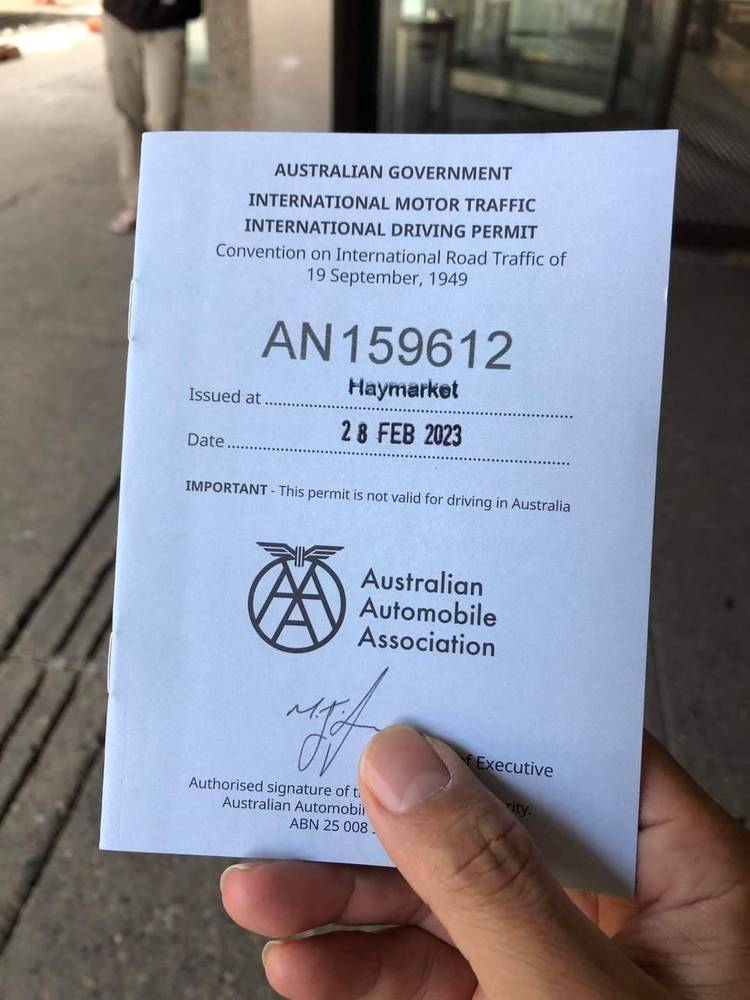 AUSTRALIAN GOVERNMENT
INTERNATIONAL MOTOR TRAFFIC
INTERNATIONAL DRIVING PERMIT
Convention on International Road Traffic of
19 September, 1949
AN159612
Issued at Haymarket
Date 28 FEB 2023
IMPORTANT - This permit is not valid for driving in Australia
AAA
Australian
Automobile
Association
Executive
Authorised signature of
Australian
ABN 25 008